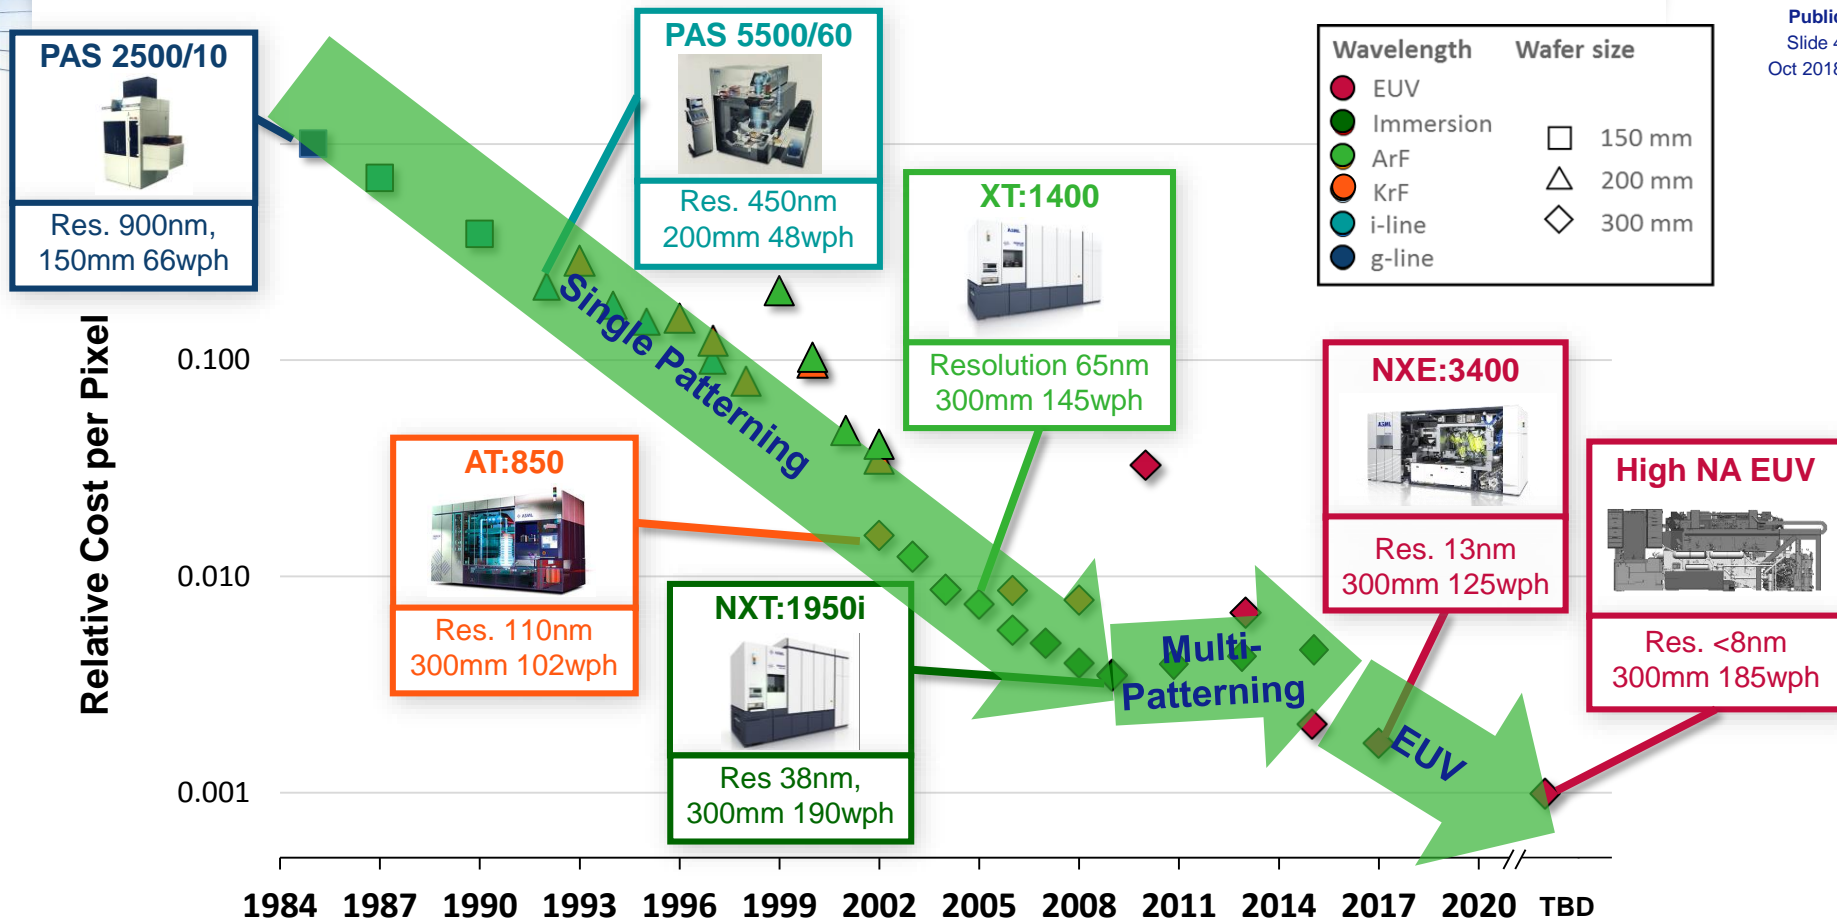 Public
Slide 4
Oct 2018
PAS 2500/10
Res. 900nm,
150mm 66wph
PAS 5500/60
Res. 450nm
200mm 48wph
Wavelength
Wafer size
EUV
Immersion
ArF
KrF
i-line
g-line
150 mm
200 mm
300 mm
XT:1400
Resolution 65nm
300mm 145wph
Relative Cost per Pixel
0.100
0.010
0.001
Single Patterning
AT:850
Res. 110nm
300mm 102wph
NXT:1950i
Res 38nm,
300mm 190wph
Multi-
Patterning
EUV
NXE:3400
ASML
Res. 13nm
300mm 125wph
High NA EUV
Res. <8nm
300mm 185wph
1984 1987 1990 1993 1996 1999 2002 2005 2008 2011 2014 2017 2020 TBD